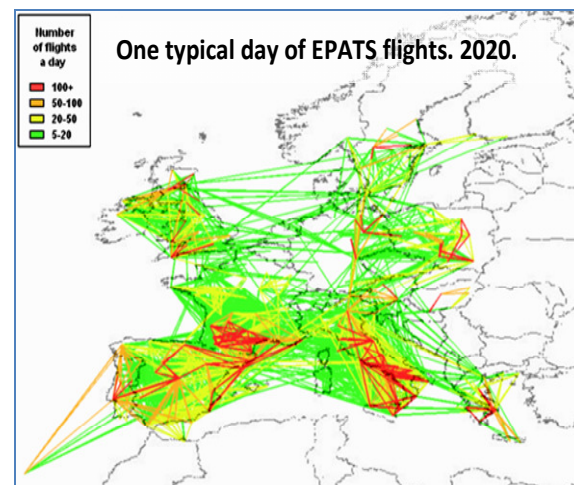 Number
of flights
a day
100+
50-100
20-50
5-20
One typical day of EPATS flights. 2020.